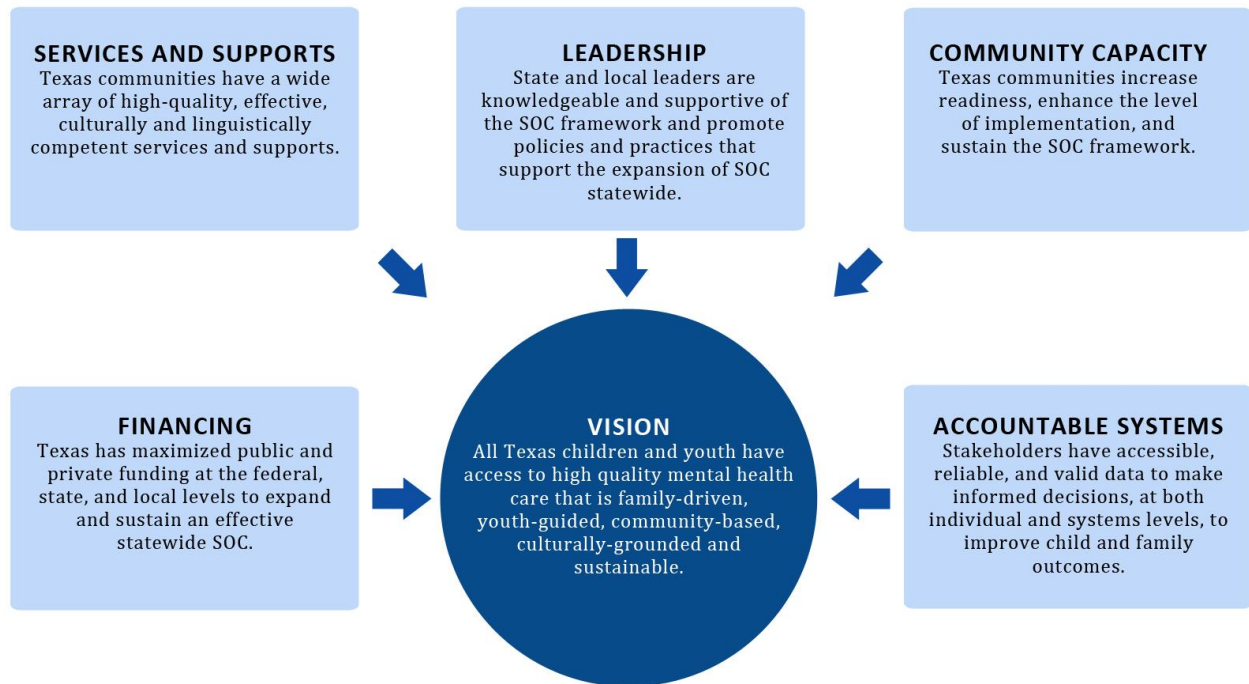 SERVICES AND SUPPORTS
Texas communities have a wide
array of high-quality, effective,
culturally and linguistically
competent services and supports.
LEADERSHIP
State and local leaders are
knowledgeable and supportive of
the SOC framework and promote
policies and practices that
support the expansion of SOC
statewide.
COMMUNITY CAPACITY
Texas communities increase
readiness, enhance the level
of implementation, and
sustain the SOC framework.
FINANCING
Texas has maximized public and
private funding at the federal,
state, and local levels to expand
and sustain an effective
statewide SOC.
VISION
All Texas children and youth have
access to high quality mental health
care that is family-driven,
youth-guided, community-based,
culturally-grounded and
sustainable.
ACCOUNTABLE SYSTEMS
Stakeholders have accessible,
reliable, and valid data to make
informed decisions, at both
individual and systems levels, to
improve child and family
outcomes.